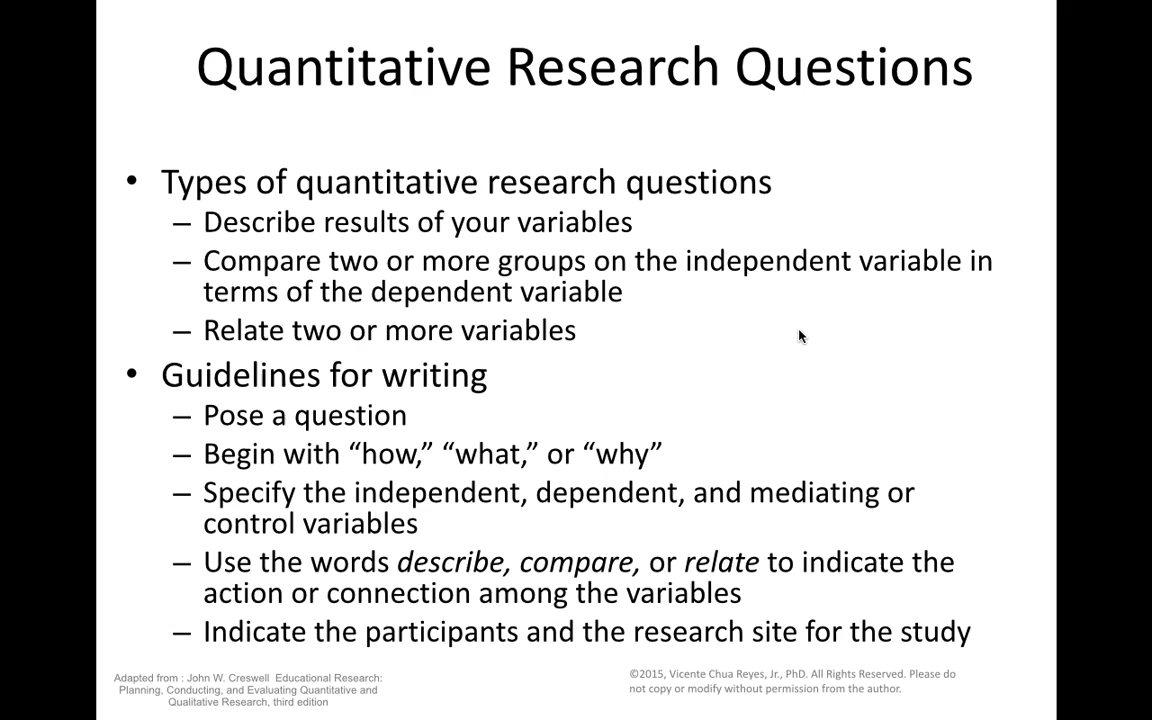 Quantitative Research Questions
• Types of quantitative research questions
– Describe results of your variables
– Compare two or more groups on the independent variable in
terms of the dependent variable
– Relate two or more variables
• Guidelines for writing
– Pose a question
– Begin with “how,” “what,” or “why”
– Specify the independent, dependent, and mediating or
control variables
– Use the words describe, compare, or relate to indicate the
action or connection among the variables
– Indicate the participants and the research site for the study
Adapted from : John W. Creswell Educational Research:
Planning, Conducting, and Evaluating Quantitative and
Qualitative Research, third edition
©2015, Vicente Chua Reyes, Jr., PhD. All Rights Reserved. Please do
not copy or modify without permission from the author.